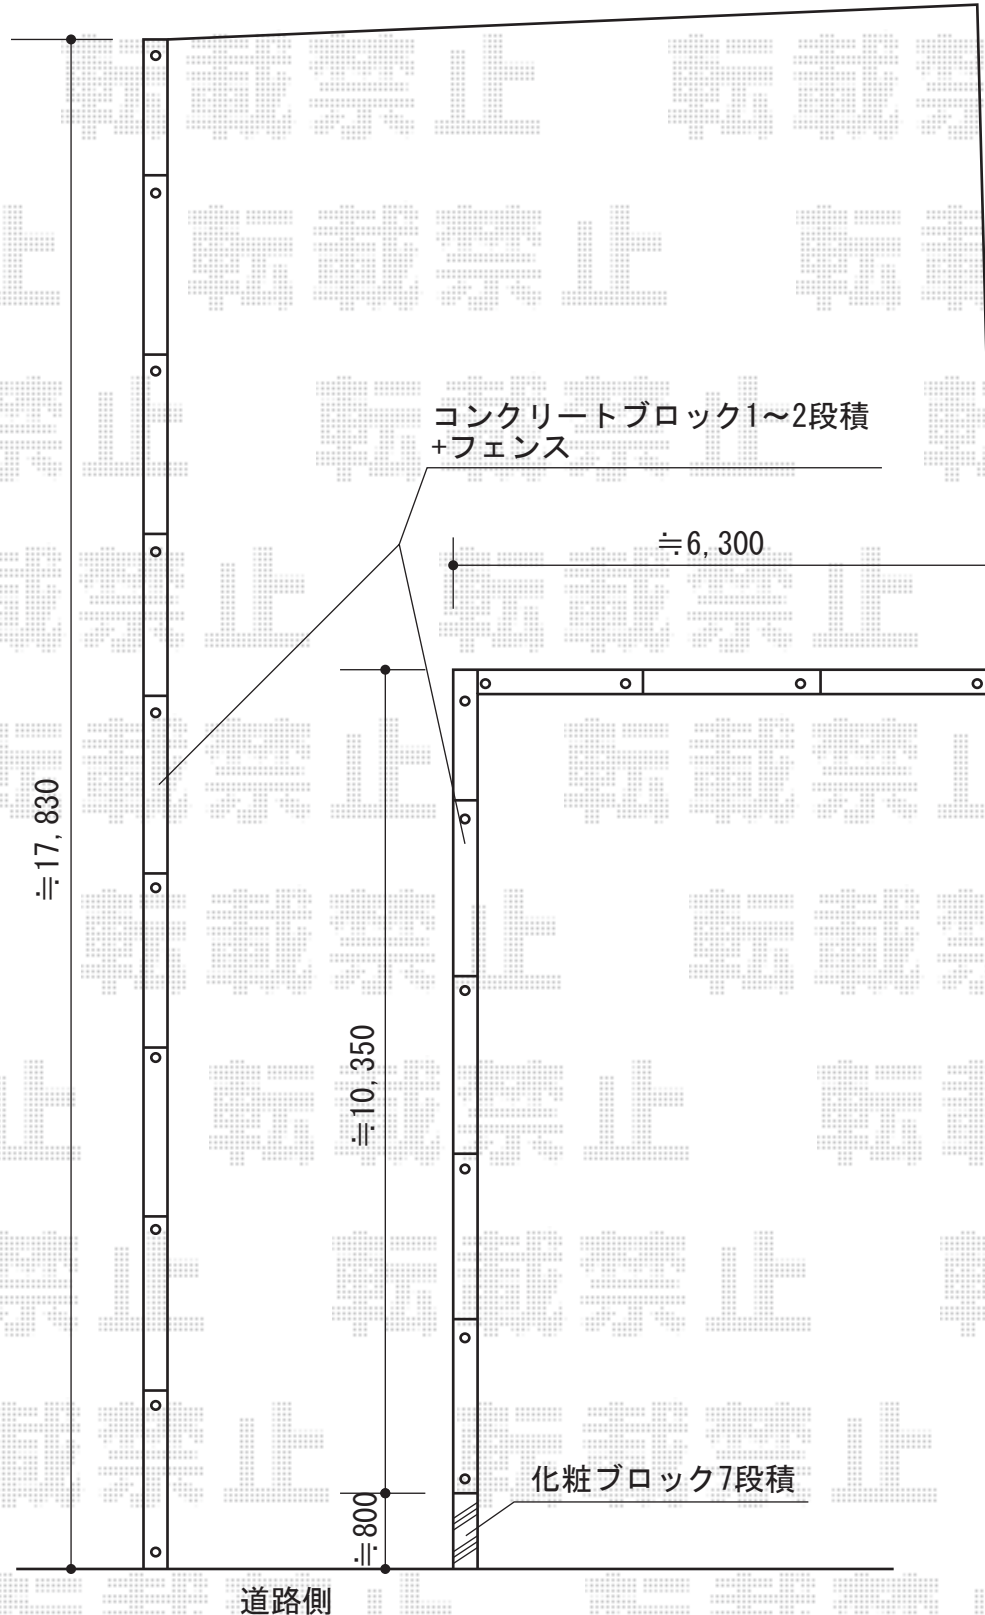 コンクリートブロック1～2段積
+フェンス
≒6,300
≒17,830
≒10,350
化粧ブロック7段積
≒800
道路側
転載禁止